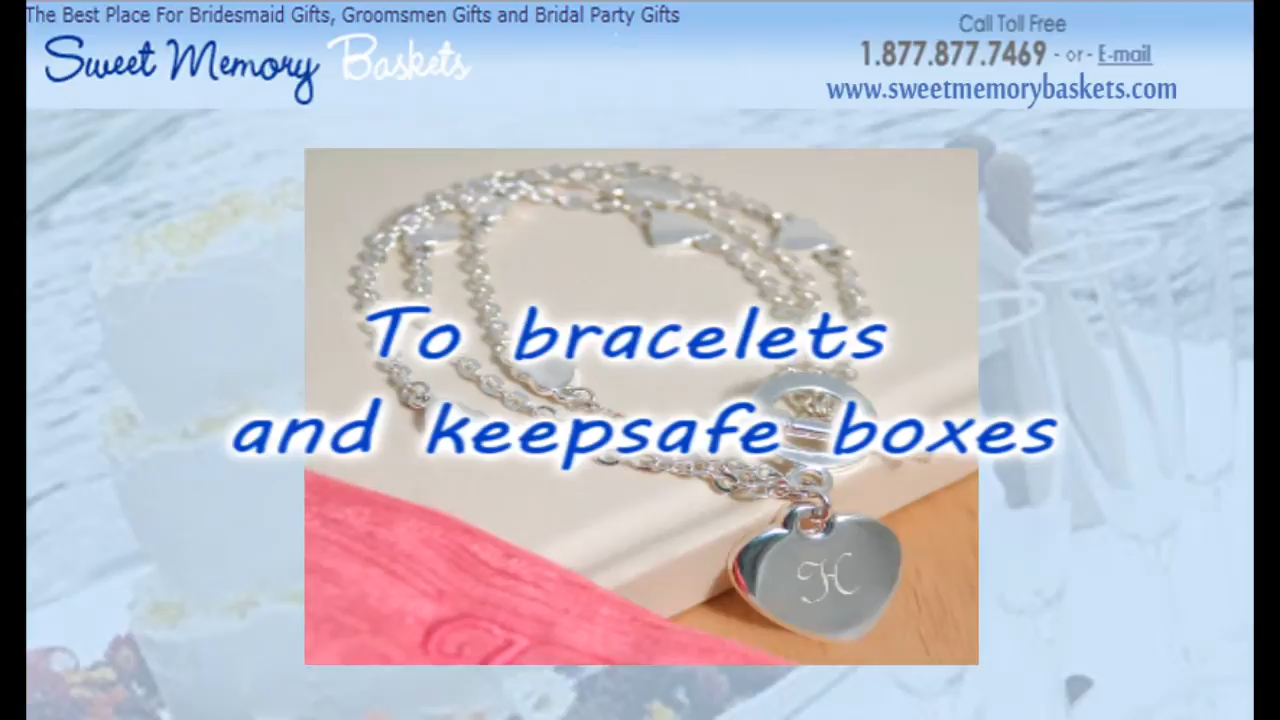 The Best Place For Bridesmaid Gifts, Groomsmen Gifts and Bridal Party Gifts
Sweet Memory Baskets
Call Toll Free
1.877.877.7469 - or - E-mail
www.sweetmemorybaskets.com
To bracelets
and keepsafe boxes
H